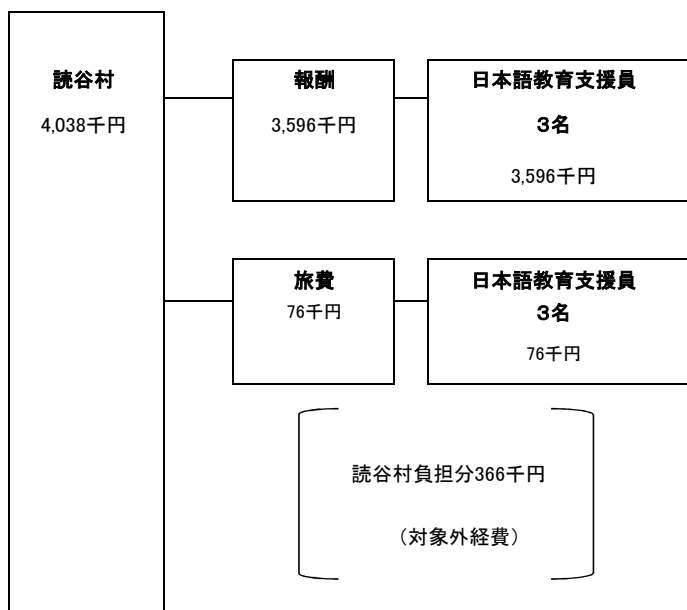 読谷村
4,038千円
報酬
3,596千円
日本語教育支援員
３名
3,596千円
旅費
76千円
日本語教育支援員
３名
76千円
読谷村負担分366千円
（対象外経費）